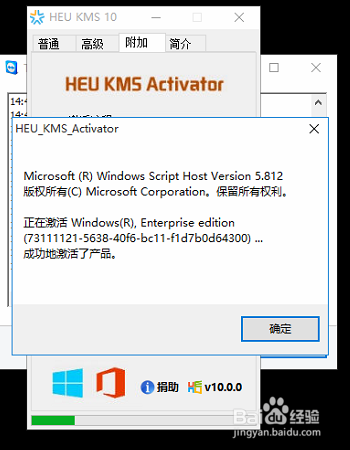 HEU KMS 10
普通 高级 附加 简介
HEU KMS Activator
HEU_KMS_Activator
Microsoft (R) Windows Script Host Version 5.812
版权所有(C) Microsoft Corporation。保留所有权利。
正在激活 Windows(R), Enterprise edition
(73111121-5638-40f6-bc11-f1d7b0d64300) ...
成功地激活了产品。
确定
捐助 v10.0.0
Baidu 经验
jingyan.baidu.com